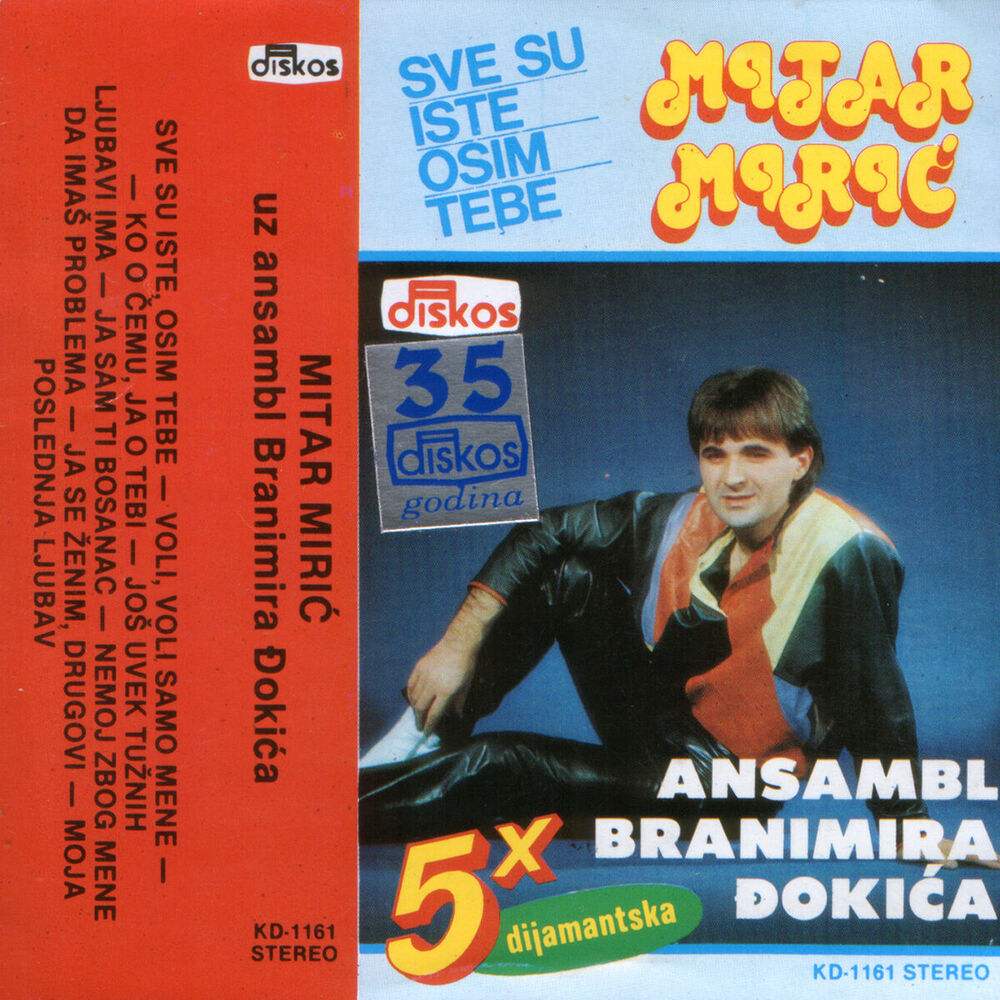 Diskos
MITAR MIRIĆ
uz ansambl Branimira Đokića
SVE SU ISTE, OSIM TEBE — VOLI, VOLI SAMO MENE —
— KO O ČEMU, JA O TEBI — JOŠ UVEK TUŽNIH
LJUBAVI IMA — JA SAM TI BOSANAC — NEMOJ ZBOG MENE
DA IMAŠ PROBLEMA — JA SE ŽENIM, DRUGOVI — MOJA
POSLEDNJA LJUBAV
KD-1161
STEREO
SVE SU
ISTE
OSIM
TEBE
MITAR
MIRIĆ
Diskos
35
Diskos
godina
ANSAMBL
BRANIMIRA
ĐOKIĆA
5x
dijamantska
KD-1161 STEREO